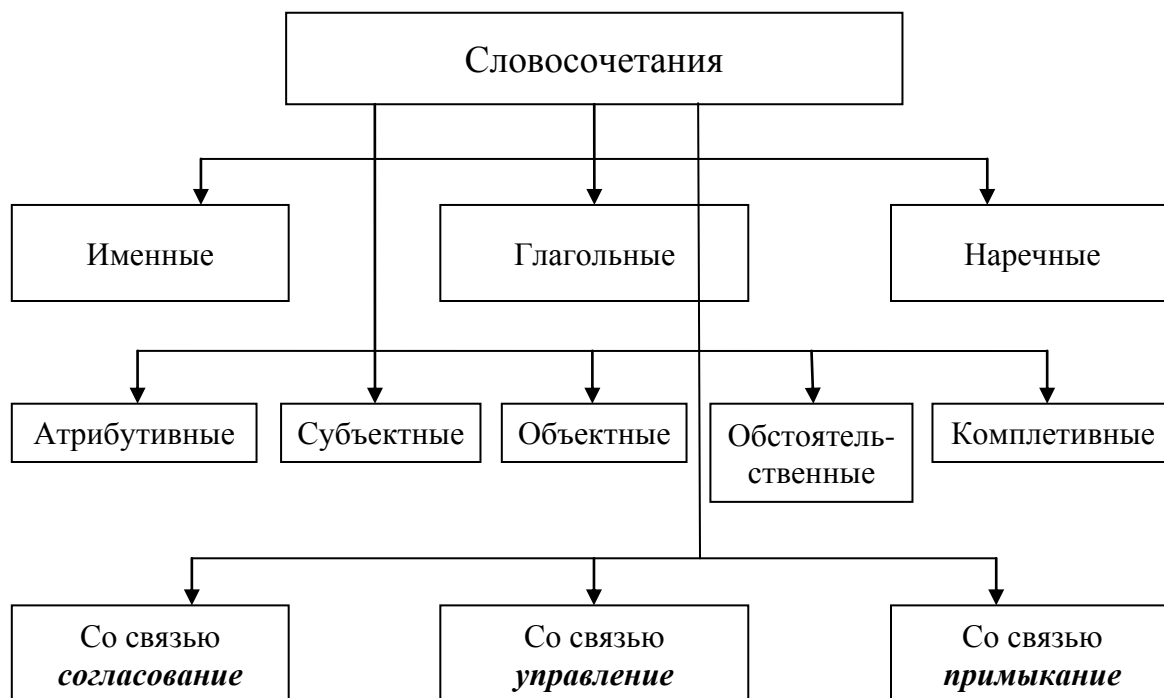 Словосочетания
Именные
Глагольные
Наречные
Атрибутивные
Субъектные
Объектные
Обстоятель-
ственные
Комплетивные
Со связью
согласование
Со связью
управление
Со связью
примыкание